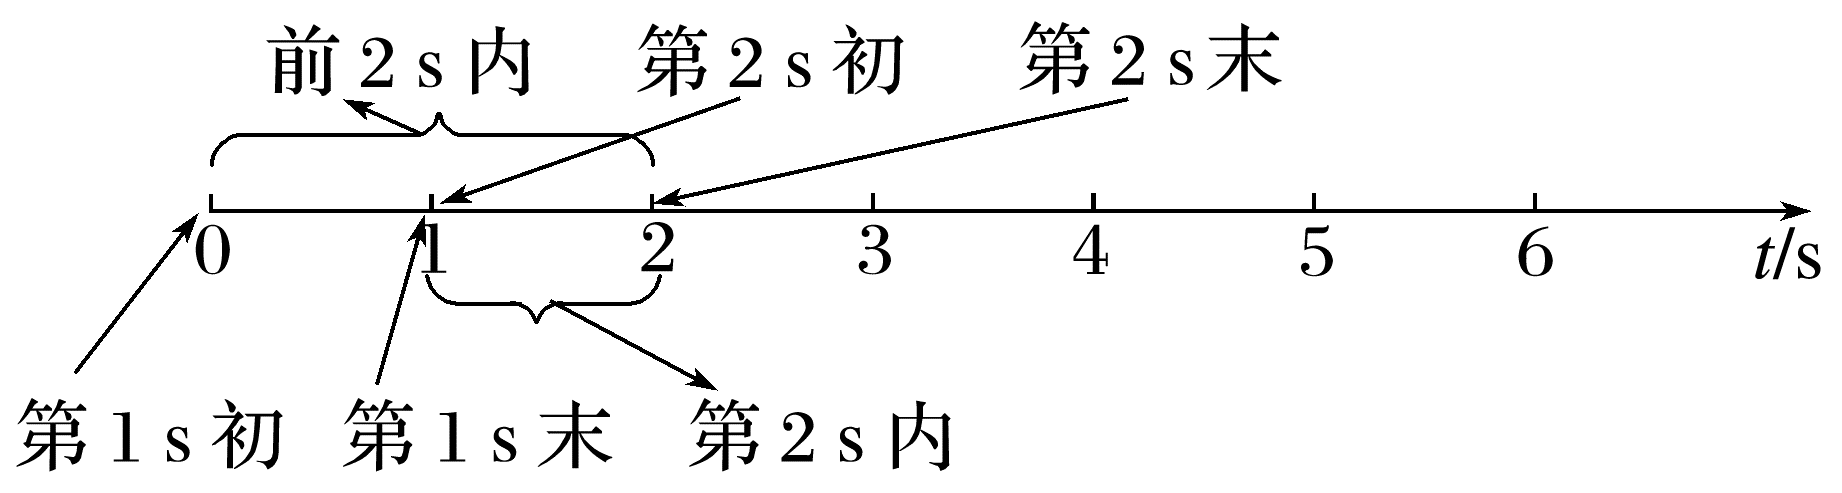 前 2 s 内 第 2 s 初 第 2 s 末
0 1 2 3 4 5 6 t/s
第 1 s 初 第 1 s 末 第 2 s 内